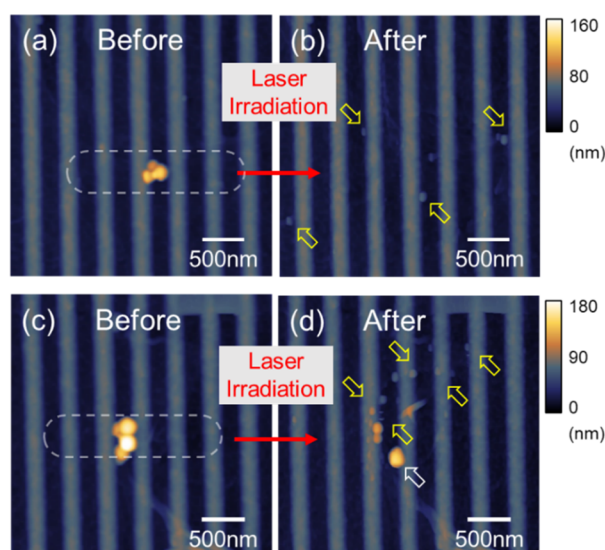 (a) Before
(b) After
160
80
0
(nm)
Laser
Irradiation
500nm
500nm
(c) Before
(d) After
180
90
0
(nm)
Laser
Irradiation
500nm
500nm